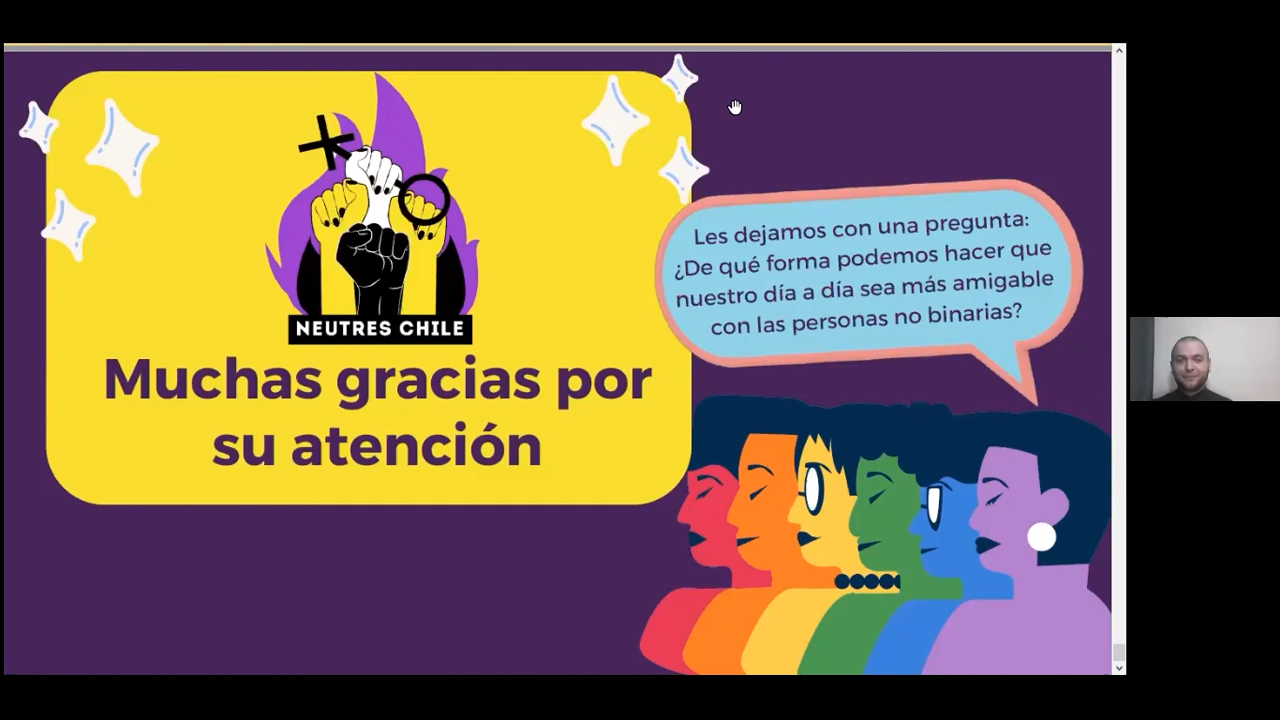 NEUTRES CHILE
Muchas gracias por
su atención
Les dejamos con una pregunta:
¿De qué forma podemos hacer que
nuestro día a día sea más amigable
con las personas no binarias?